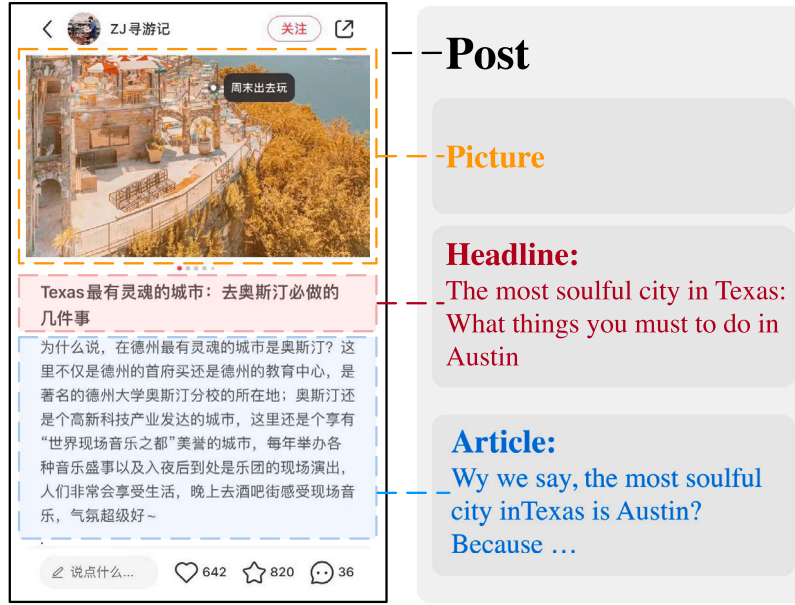 ZJ寻游记
关注
周末出去玩
Texas最有灵魂的城市：去奥斯汀必做的
几件事
为什么说，在德州最有灵魂的城市是奥斯汀？这
里不仅是德州的首府买还是德州的教育中心，是
著名的德州大学奥斯汀分校的所在地；奥斯汀还
是个高新科技产业发达的城市，这里还是个享有
“世界现场音乐之都”美誉的城市，每年举办各
种音乐盛事以及入夜后到处是乐团的现场演出，
人们非常会享受生活，晚上去酒吧街感受现场音
乐，气氛超级好~
.
说点什么...
642
820
36
Post
Picture
Headline:
The most soulful city in Texas:
What things you must to do in
Austin
Article:
Wy we say, the most soulful
city inTexas is Austin?
Because …